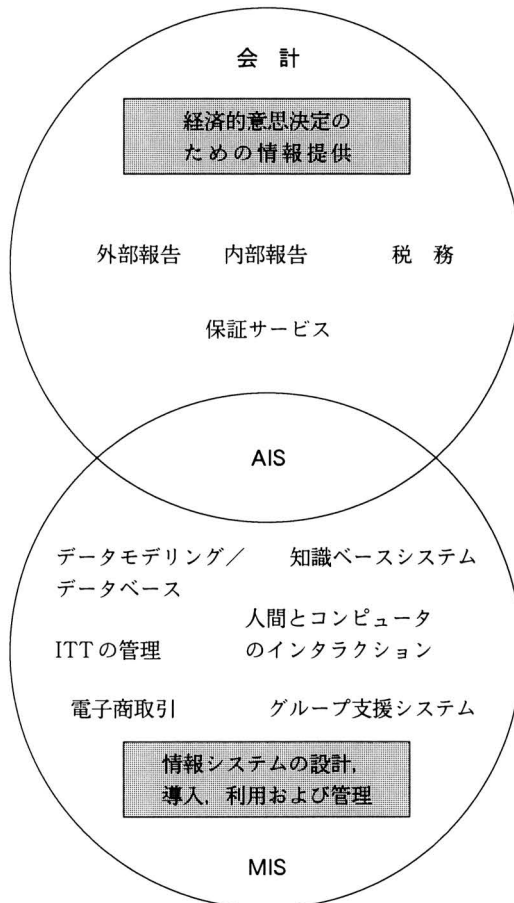 会 計
経済的意思決定の
ための情報提供
外部報告 内部報告 税 務
保証サービス
AIS
データモデリング/ 知識ベースシステム
データベース
人間とコンピュータ
ITTの管理 のインタラクション
電子商取引 グループ支援システム
情報システムの設計,
導入, 利用および管理
MIS